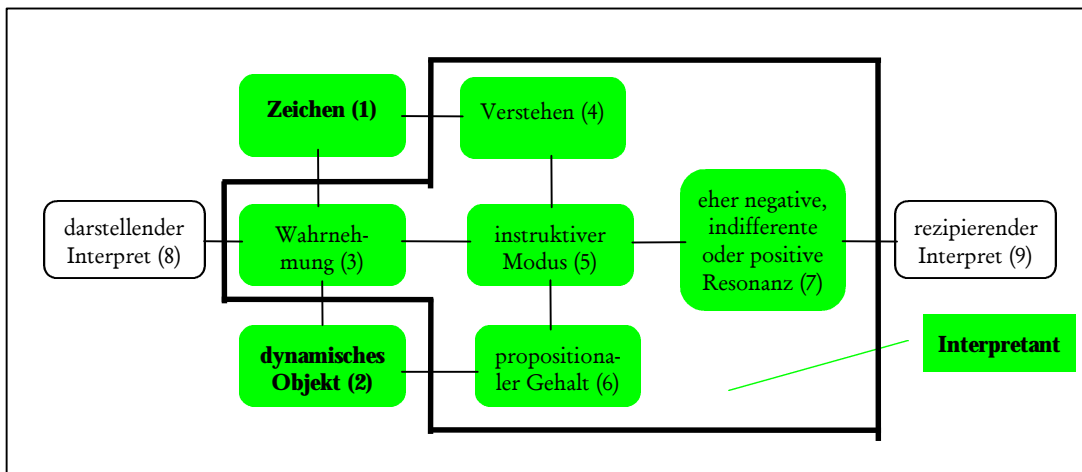 Zeichen (1)
Verstehen (4)
darstellender
Interpret (8)
Wahrneh-
mung (3)
instruktiver
Modus (5)
eher negative,
indifferente
oder positive
Resonanz (7)
rezipierender
Interpret (9)
dynamisches
Objekt (2)
propositiona-
ler Gehalt (6)
Interpretant